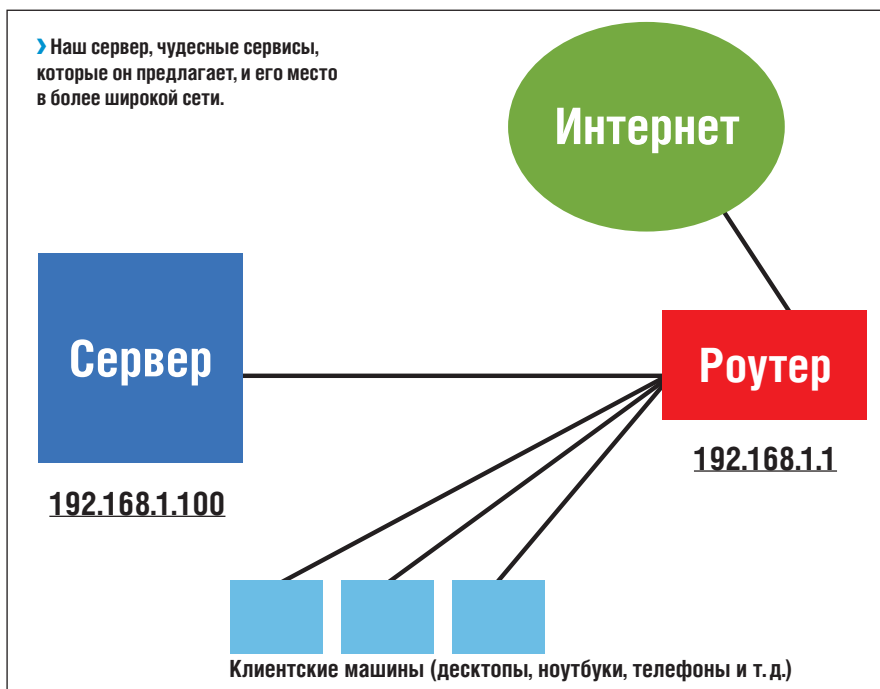 › Наш сервер, чудесные сервисы,
которые он предлагает, и его место
в более широкой сети.
Интернет
Сервер
Роутер
192.168.1.1
192.168.1.100
Клиентские машины (десктопы, ноутбуки, телефоны и т. д.)